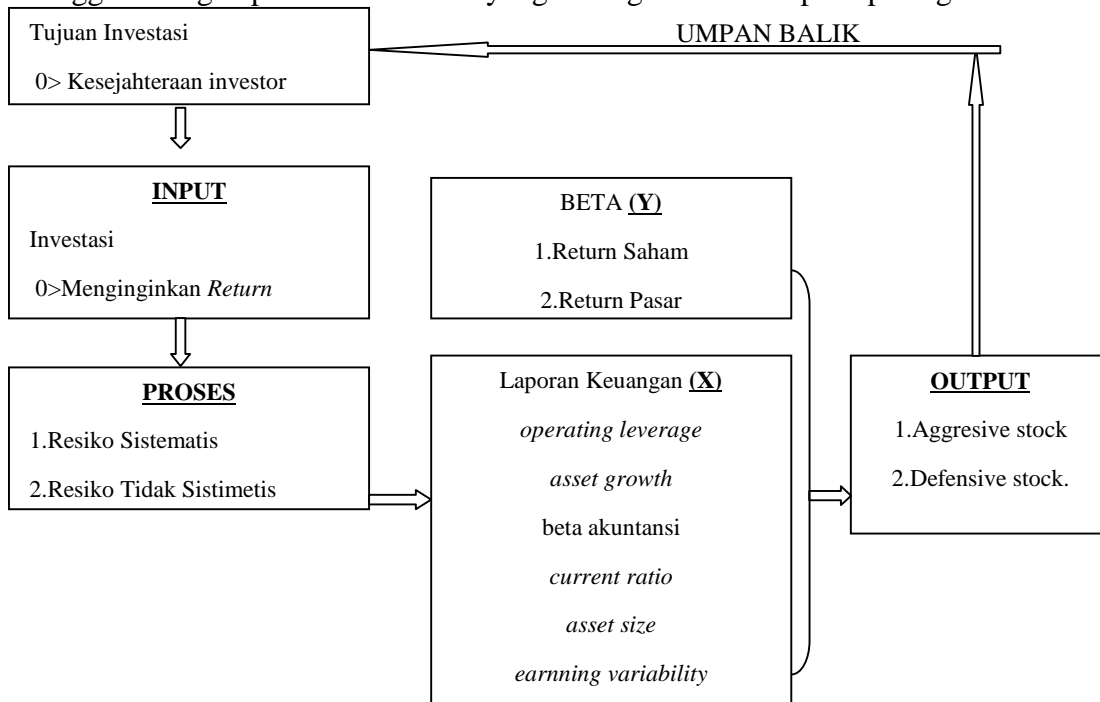 Tujuan Investasi
0> Kesejahteraan investor
UMPAN BALIK
INPUT
Investasi
0>Menginginkan Return
BETA (Y)
1.Return Saham
2.Return Pasar
PROSES
1.Resiko Sistematis
2.Resiko Tidak Sistimetis
Laporan Keuangan (X)
operating leverage
asset growth
beta akuntansi
current ratio
asset size
earnning variability
OUTPUT
1.Aggresive stock
2.Defensive stock.